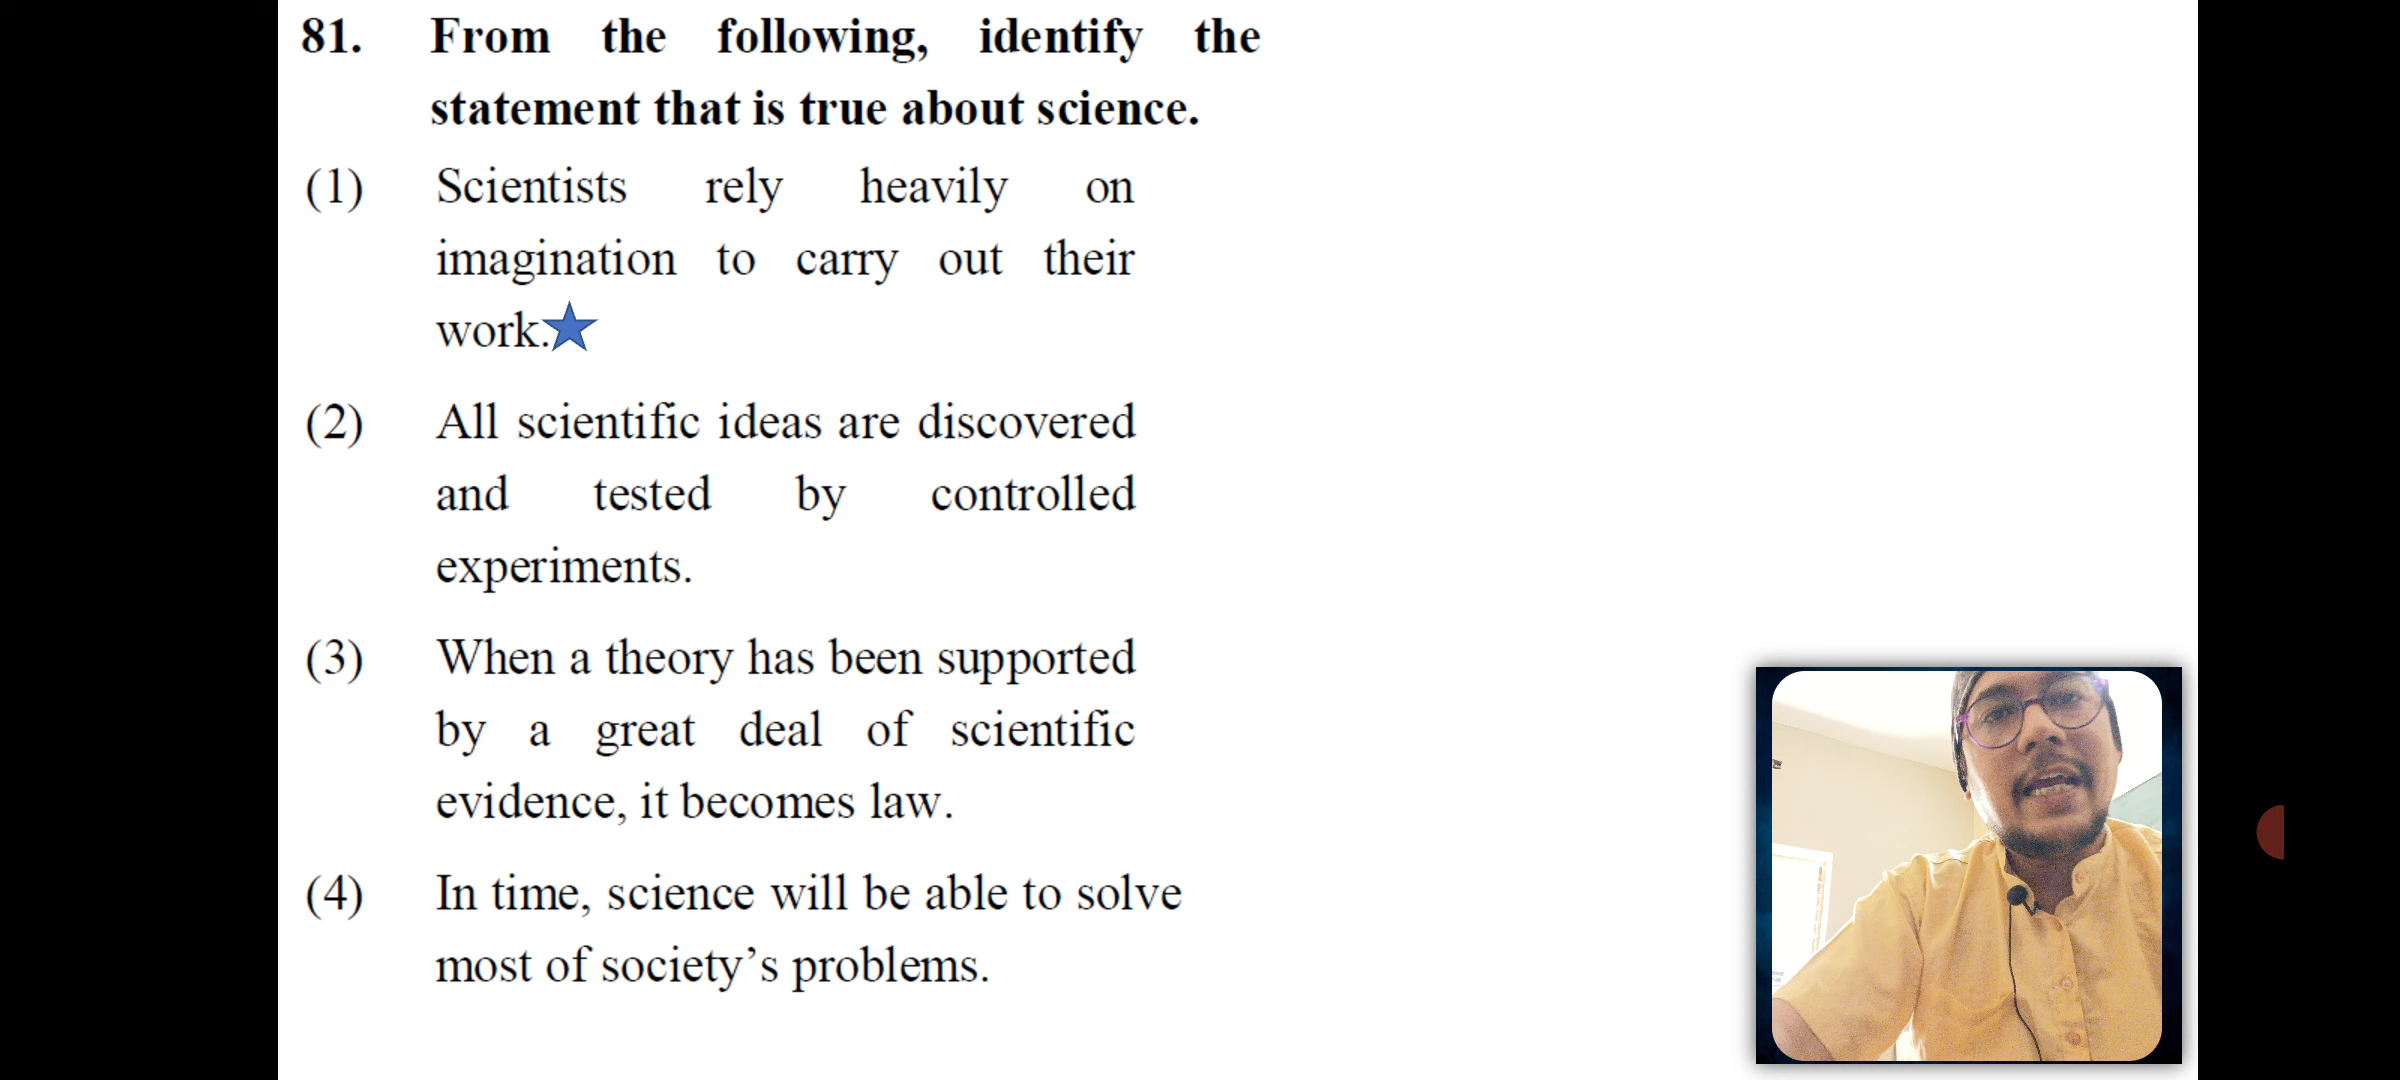 81. From the following, identify the
statement that is true about science.
(1) Scientists rely heavily on
imagination to carry out their
work.
(2) All scientific ideas are discovered
and tested by controlled
experiments.
(3) When a theory has been supported
by a great deal of scientific
evidence, it becomes law.
(4) In time, science will be able to solve
most of society’s problems.